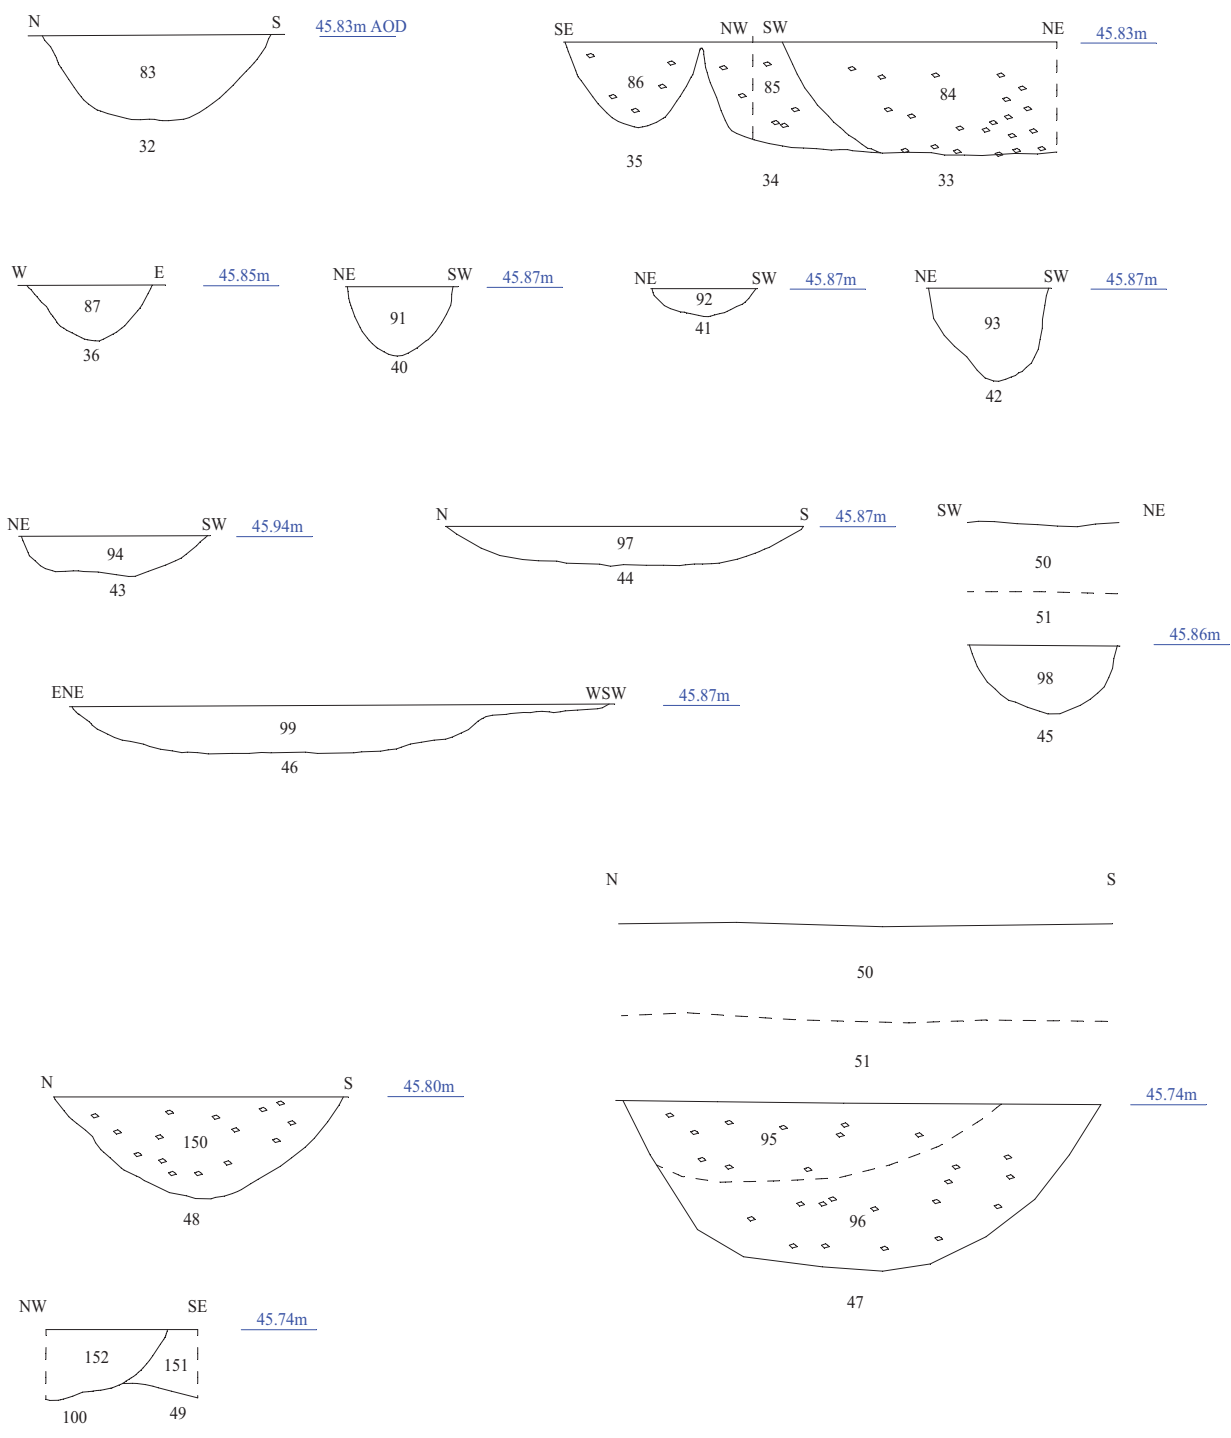 N S 45.83m AOD
83
32
SE NW SW NE 45.83m
86 85 84
35 34 33
W E 45.85m
87
36
NE SW 45.87m
91
40
NE SW 45.87m
92
41
NE SW 45.87m
93
42
NE SW 45.94m
94
43
N S 45.87m
97
44
SW NE
50
51
45.86m
98
45
ENE WSW 45.87m
99
46
N S
50
51
45.74m
95
96
47
N S 45.80m
150
48
NW SE 45.74m
152 151
100 49